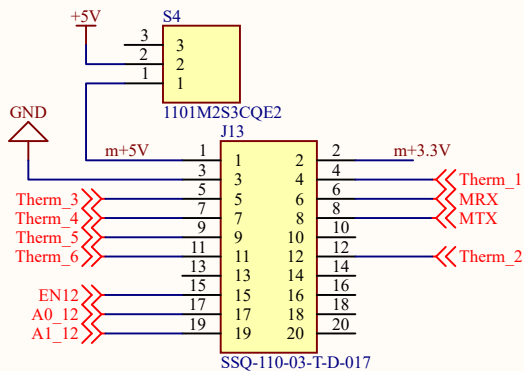 +5V
S4
3 3
2 2
1 1
1101M2S3CQE2
GND
J13
m+5V 1 1 2 2 m+3.3V
3 3 4 4 Therm_1
Therm_3 5 5 6 6 MRX
Therm_4 7 7 8 8 MTX
Therm_5 9 9 10 10
Therm_6 11 11 12 12 Therm_2
13 13 14 14
EN12 15 15 16 16
A0_12 17 17 18 18
A1_12 19 19 20 20
SSQ-110-03-T-D-017